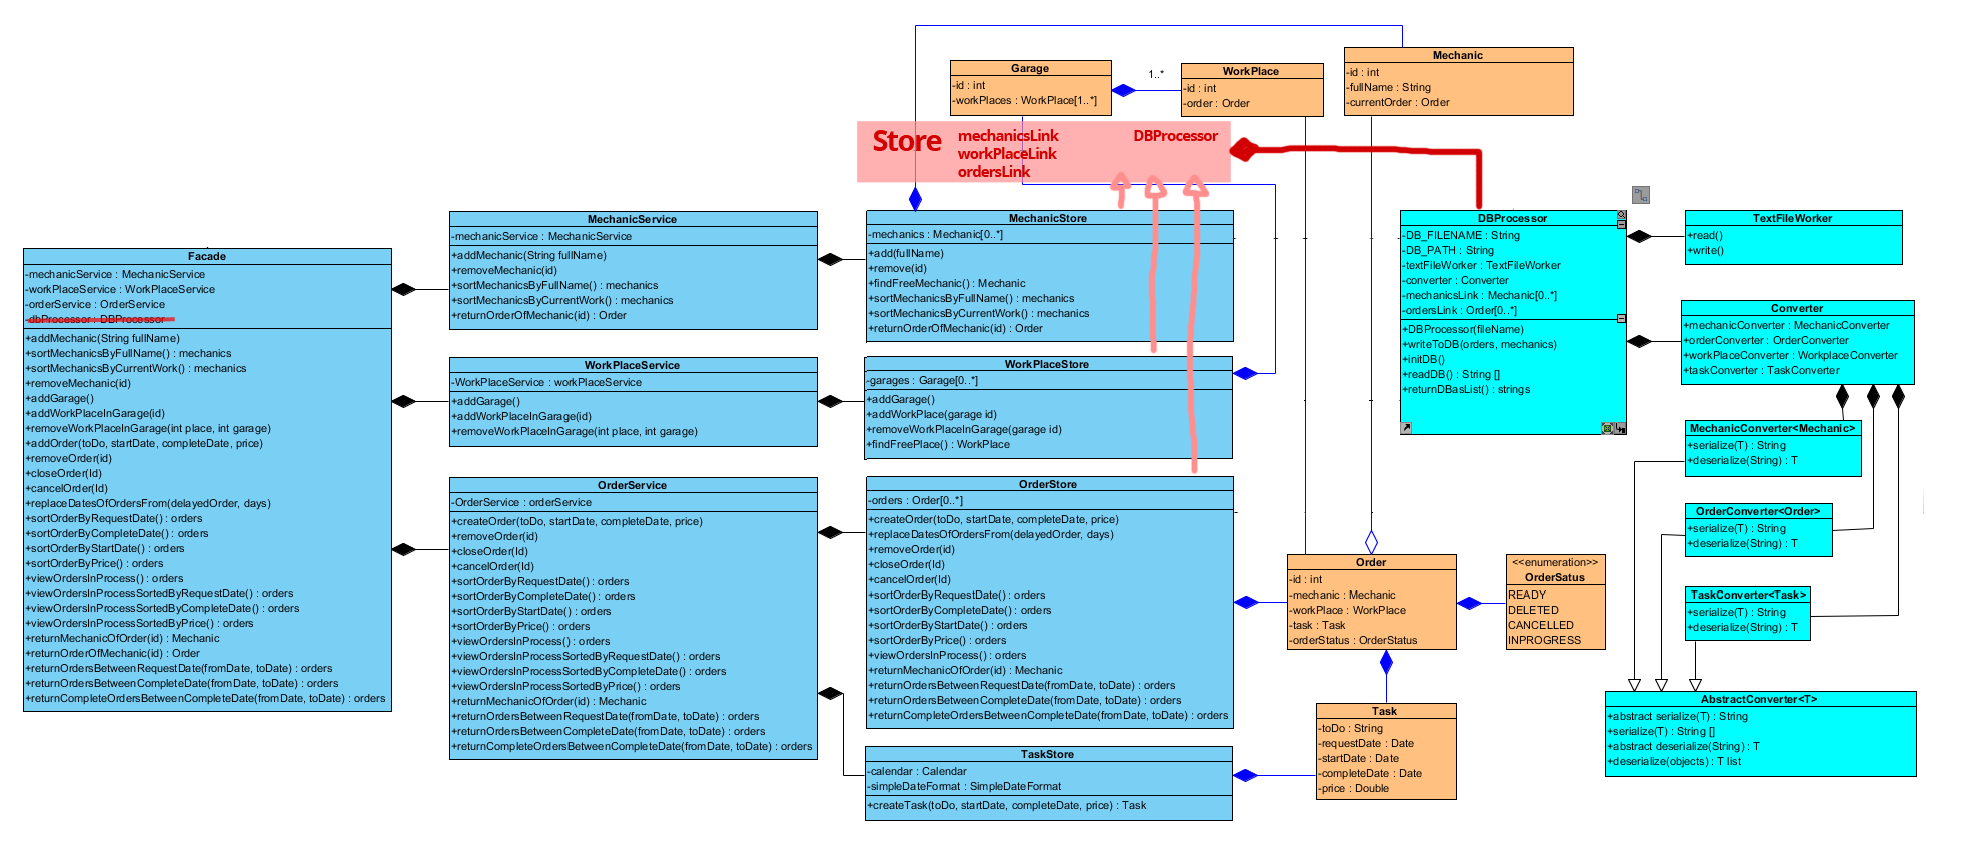 Garage
-id : int
-workPlaces : WorkPlace[1..*]
1..*
WorkPlace
-id : int
-order : Order
Mechanic
-id : int
-fullName : String
-currentOrder : Order
Store
mechanicsLink
workPlaceLink
ordersLink
DBProcessor
Facade
-mechanicService : MechanicService
-workPlaceService : WorkPlaceService
-orderService : OrderService
-dbProcessor : DBProcessor
+addMechanic(String fullName)
+sortMechanicsByFullName() : mechanics
+sortMechanicsByCurrentWork() : mechanics
+removeMechanic(id)
+addGarage()
+addWorkPlaceInGarage(id)
+removeWorkPlaceInGarage(int place, int garage)
+addOrder(toDo, startDate, completeDate, price)
+removeOrder(id)
+closeOrder(Id)
+cancelOrder(Id)
+replaceDatesOfOrdersFrom(delayedOrder, days)
+sortOrderByRequestDate() : orders
+sortOrderByCompleteDate() : orders
+sortOrderByStartDate() : orders
+sortOrderByPrice() : orders
+viewOrdersInProcess() : orders
+viewOrdersInProcessSortedByRequestDate() : orders
+viewOrdersInProcessSortedByCompleteDate() : orders
+viewOrdersInProcessSortedByPrice() : orders
+returnMechanicOfOrder(id) : Mechanic
+returnOrderOfMechanic(id) : Order
+returnOrdersBetweenRequestDate(fromDate, toDate) : orders
+returnOrdersBetweenCompleteDate(fromDate, toDate) : orders
+returnCompleteOrdersBetweenCompleteDate(fromDate, toDate) : orders
MechanicService
-mechanicService : MechanicService
+addMechanic(String fullName)
+removeMechanic(id)
+sortMechanicsByFullName() : mechanics
+sortMechanicsByCurrentWork() : mechanics
+returnOrderOfMechanic(id) : Order
WorkPlaceService
-WorkPlaceService : workPlaceService
+addGarage()
+addWorkPlaceInGarage(id)
+removeWorkPlaceInGarage(int place, int garage)
OrderService
-OrderService : orderService
+createOrder(toDo, startDate, completeDate, price)
+removeOrder(id)
+closeOrder(Id)
+cancelOrder(Id)
+sortOrderByRequestDate() : orders
+sortOrderByCompleteDate() : orders
+sortOrderByStartDate() : orders
+sortOrderByPrice() : orders
+viewOrdersInProcess() : orders
+viewOrdersInProcessSortedByRequestDate() : orders
+viewOrdersInProcessSortedByCompleteDate() : orders
+viewOrdersInProcessSortedByPrice() : orders
+returnMechanicOfOrder(id) : Mechanic
+returnOrdersBetweenRequestDate(fromDate, toDate) : orders
+returnOrdersBetweenCompleteDate(fromDate, toDate) : orders
+returnCompleteOrdersBetweenCompleteDate(fromDate, toDate) : orders
MechanicStore
-mechanics : Mechanic[0..*]
+add(fullName)
+remove(id)
+findFreeMechanic() : Mechanic
+sortMechanicsByFullName() : mechanics
+sortMechanicsByCurrentWork() : mechanics
+returnOrderOfMechanic(id) : Order
WorkPlaceStore
-garages : Garage[0..*]
+addGarage()
+addWorkPlace(garage id)
+removeWorkPlaceInGarage(garage id)
+findFreePlace() : WorkPlace
OrderStore
-orders : Order[0..*]
+createOrder(toDo, startDate, completeDate, price)
+replaceDatesOfOrdersFrom(delayedOrder, days)
+removeOrder(id)
+closeOrder(Id)
+cancelOrder(Id)
+sortOrderByRequestDate() : orders
+sortOrderByCompleteDate() : orders
+sortOrderByStartDate() : orders
+sortOrderByPrice() : orders
+viewOrdersInProcess() : orders
+returnMechanicOfOrder(id) : Mechanic
+returnOrdersBetweenRequestDate(fromDate, toDate) : orders
+returnOrdersBetweenCompleteDate(fromDate, toDate) : orders
+returnCompleteOrdersBetweenCompleteDate(fromDate, toDate) : orders
TaskStore
-calendar : Calendar
-simpleDateFormat : SimpleDateFormat
+createTask(toDo, startDate, completeDate, price) : Task
Order
-id : int
-mechanic : Mechanic
-workPlace : WorkPlace
-task : Task
-orderStatus : OrderStatus
<<enumeration>>
OrderSatus
READY
DELETED
CANCELLED
INPROGRESS
Task
-toDo : String
-requestDate : Date
-startDate : Date
-completeDate : Date
-price : Double
DBProcessor
-DB_FILENAME : String
-DB_PATH : String
-textFileWorker : TextFileWorker
-converter : Converter
-mechanicsLink : Mechanic[0..*]
-ordersLink : Order[0..*]
+DBProcessor(fileName)
+writeToDB(orders, mechanics)
+initDB()
+readDB() : String []
+returnDBasList() : strings
TextFileWorker
+read()
+write()
Converter
+mechanicConverter : MechanicConverter
+orderConverter : OrderConverter
+workPlaceConverter : WorkplaceConverter
+taskConverter : TaskConverter
MechanicConverter<Mechanic>
+serialize(T) : String
+deserialize(String) : T
OrderConverter<Order>
+serialize(T) : String
+deserialize(String) : T
TaskConverter<Task>
+serialize(T) : String
+deserialize(String) : T
AbstractConverter<T>
+abstract serialize(T) : String
+serialize(T) : String []
+abstract deserialize(String) : T
+deserialize(objects) : T list